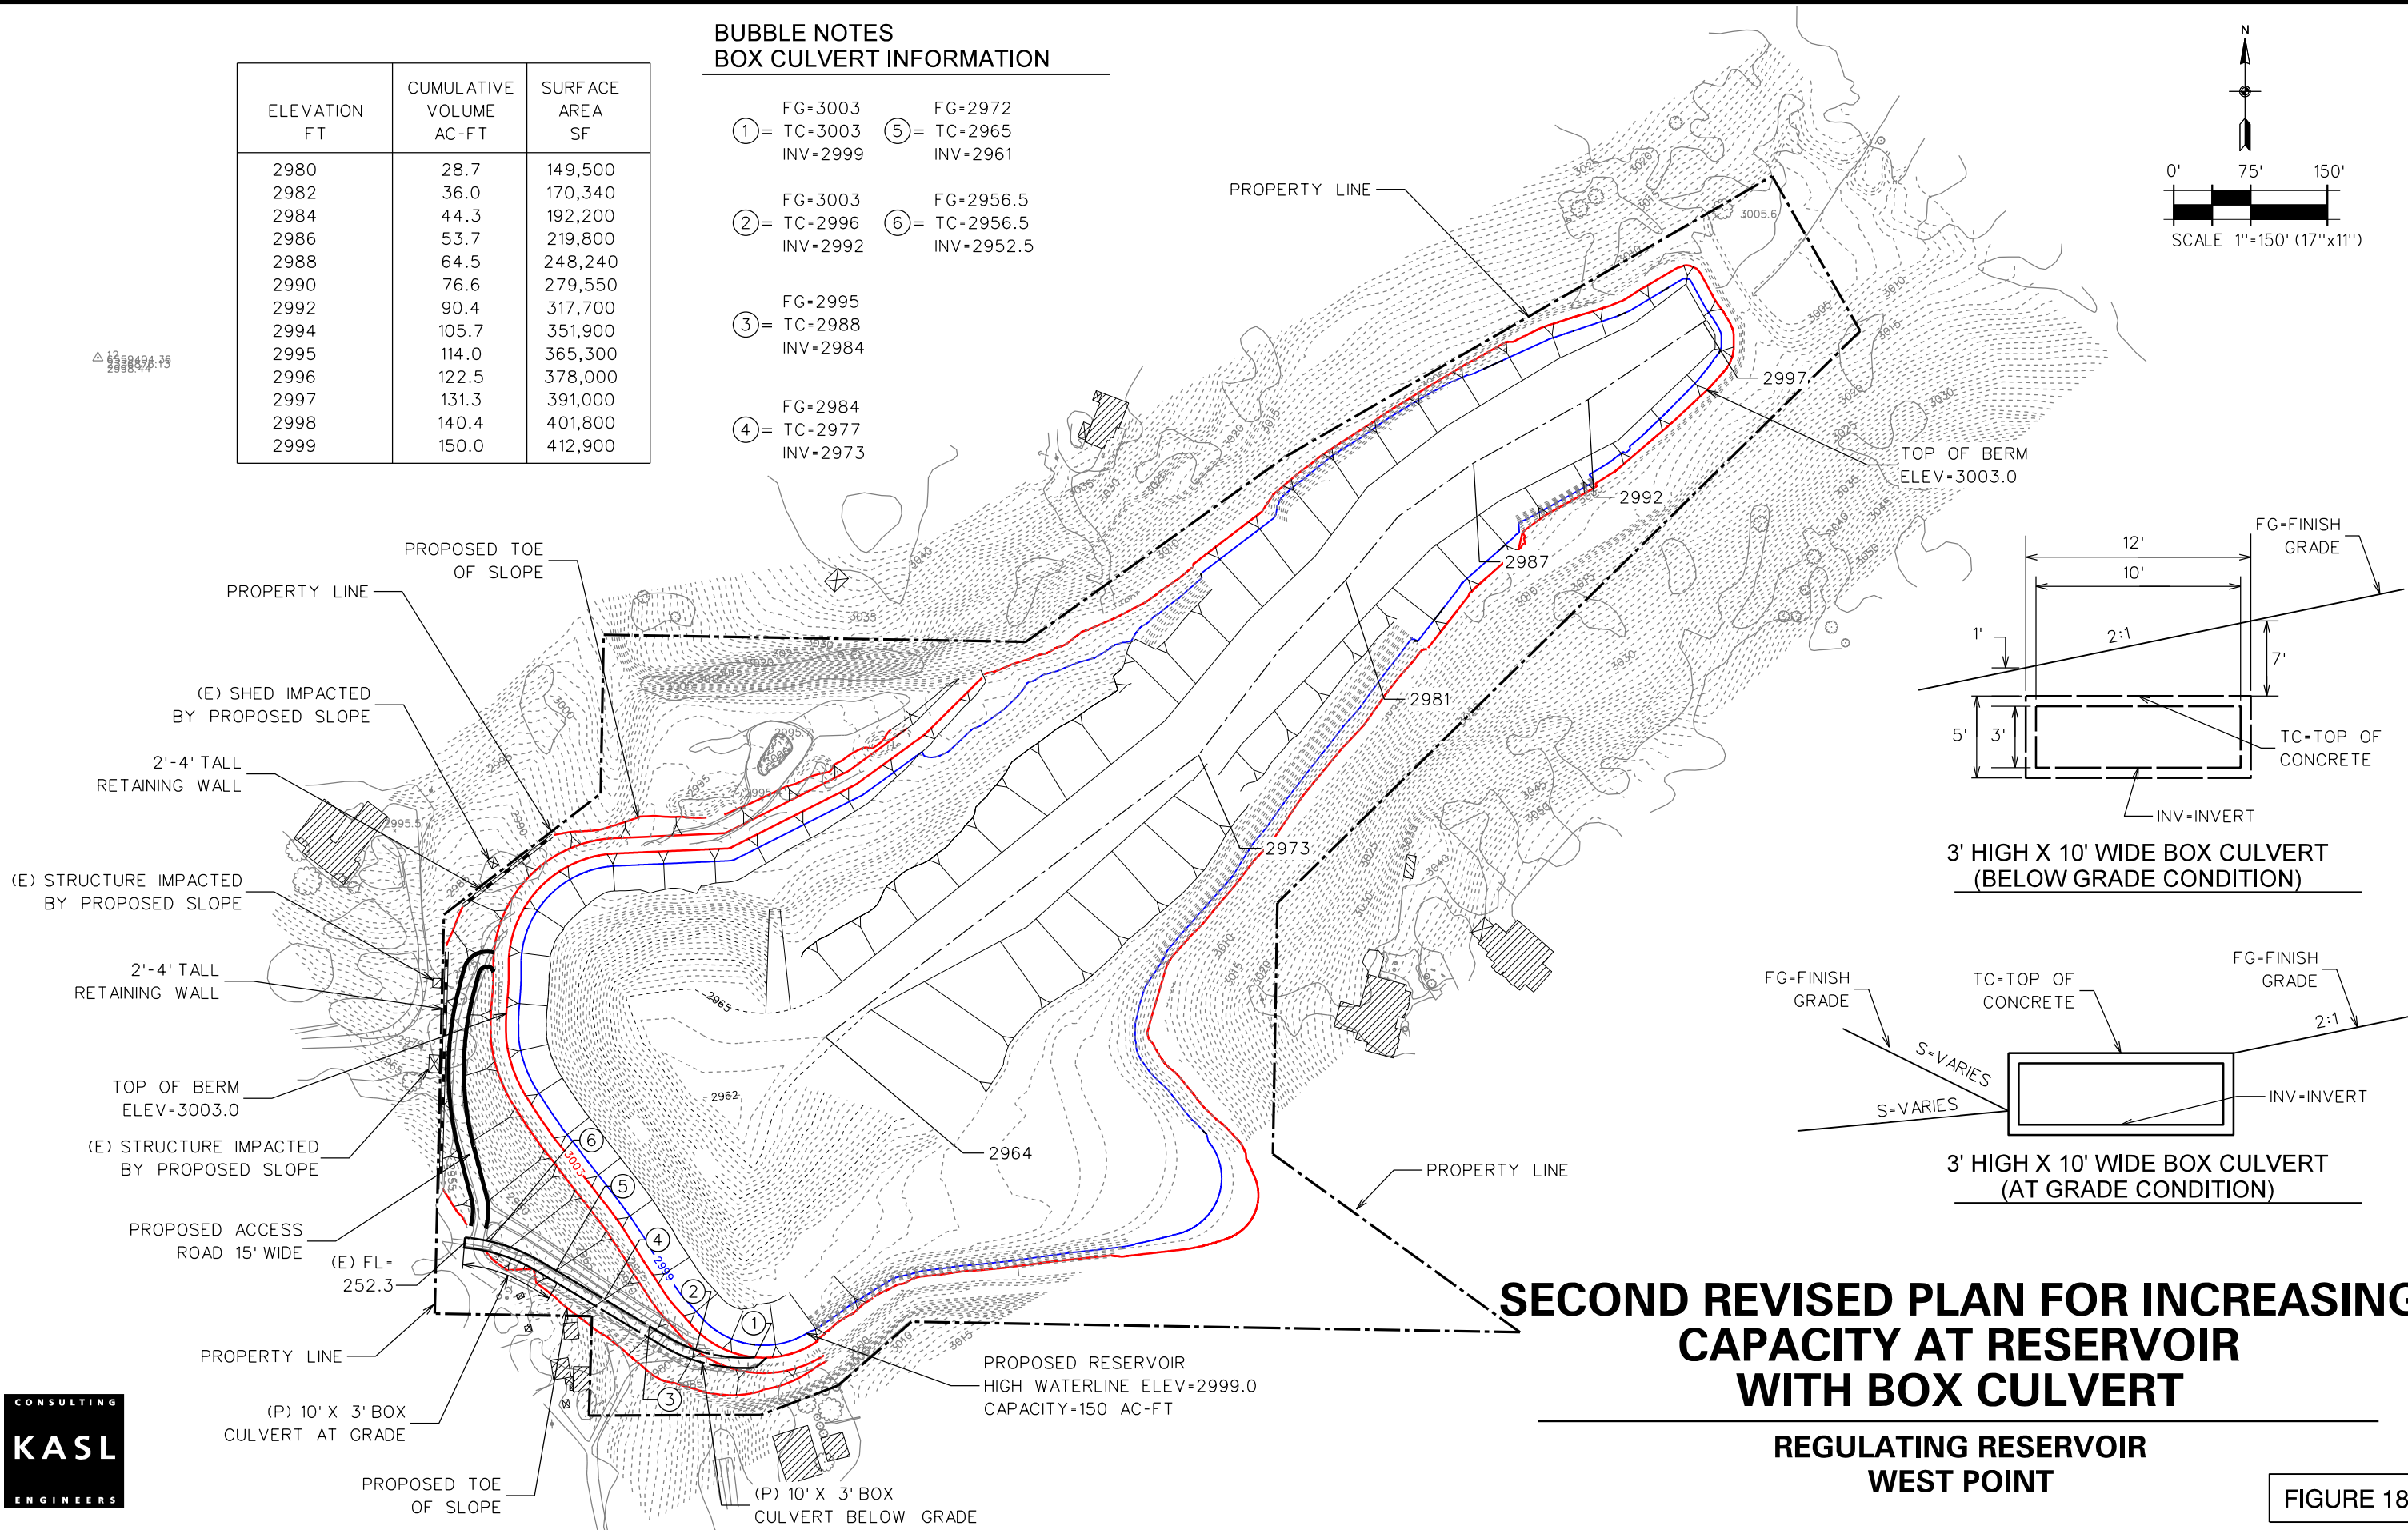 BUBBLE NOTES
BOX CULVERT INFORMATION
ELEVATION FT CUMULATIVE VOLUME AC-FT SURFACE AREA SF
2980 28.7 149,500
2982 36.0 170,340
2984 44.3 192,200
2986 53.7 219,800
2988 64.5 248,240
2990 76.6 279,550
2992 90.4 317,700
2994 105.7 351,900
2995 114.0 365,300
2996 122.5 378,000
2997 131.3 391,000
2998 140.4 401,800
2999 150.0 412,900
FG=3003
1 = TC=3003
INV=2999
FG=3003
2 = TC=2996
INV=2992
FG=2995
3 = TC=2988
INV=2984
FG=2984
4 = TC=2977
INV=2973
FG=2972
5 = TC=2965
INV=2961
FG=2956.5
6 = TC=2956.5
INV=2952.5
N
0' 75' 150'
SCALE 1"=150' (17"x11")
PROPERTY LINE
3005.6
2997
TOP OF BERM
ELEV=3003.0
2992
2987
2981
2973
2964
2965
2962
PROPOSED TOE
OF SLOPE
PROPERTY LINE
(E) SHED IMPACTED
BY PROPOSED SLOPE
2'-4' TALL
RETAINING WALL
(E) STRUCTURE IMPACTED
BY PROPOSED SLOPE
2'-4' TALL
RETAINING WALL
TOP OF BERM
ELEV=3003.0
(E) STRUCTURE IMPACTED
BY PROPOSED SLOPE
PROPOSED ACCESS
ROAD 15' WIDE
(E) FL=
252.3
PROPERTY LINE
(P) 10' X 3' BOX
CULVERT AT GRADE
PROPOSED TOE
OF SLOPE
(P) 10' X 3' BOX
CULVERT BELOW GRADE
PROPOSED RESERVOIR
HIGH WATERLINE ELEV=2999.0
CAPACITY=150 AC-FT
PROPERTY LINE
6
5
4
2
1
3
3003
2999
2995.5
FG=FINISH
GRADE
12'
10'
1'
2:1
7'
5'
3'
TC=TOP OF
CONCRETE
INV=INVERT
3' HIGH X 10' WIDE BOX CULVERT
(BELOW GRADE CONDITION)
FG=FINISH
GRADE
TC=TOP OF
CONCRETE
FG=FINISH
GRADE
2:1
S=VARIES
S=VARIES
INV=INVERT
3' HIGH X 10' WIDE BOX CULVERT
(AT GRADE CONDITION)
SECOND REVISED PLAN FOR INCREASING
CAPACITY AT RESERVOIR
WITH BOX CULVERT
REGULATING RESERVOIR
WEST POINT
FIGURE 18
CONSULTING
KASL
ENGINEERS